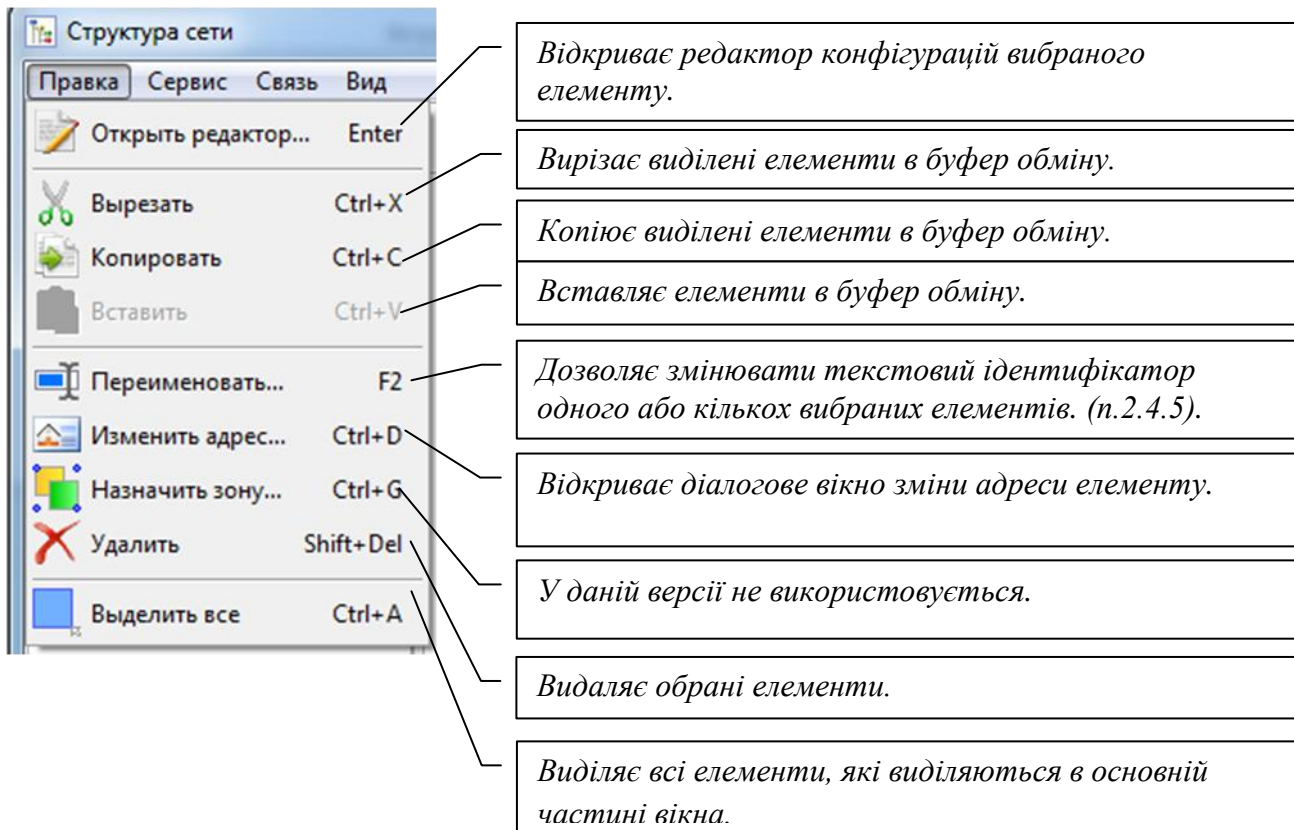 Структура сети
Правка Сервис Связь Вид
Открыть редактор... Enter
Вырезать Ctrl+X
Копировать Ctrl+C
Вставить Ctrl+V
Переименовать... F2
Изменить адрес... Ctrl+D
Назначить зону... Ctrl+G
Удалить Shift+Del
Выделить все Ctrl+A
Відкриває редактор конфігурацій вибраного
елементу.
Вирізає виділені елементи в буфер обміну.
Копіює виділені елементи в буфер обміну.
Вставляє елементи в буфер обміну.
Дозволяє змінювати текстовий ідентифікатор
одного або кількох вибраних елементів. (п.2.4.5).
Відкриває діалогове вікно зміни адреси елементу.
У даній версії не використовується.
Видаляє обрані елементи.
Виділяє всі елементи, які виділяються в основній
частині вікна.